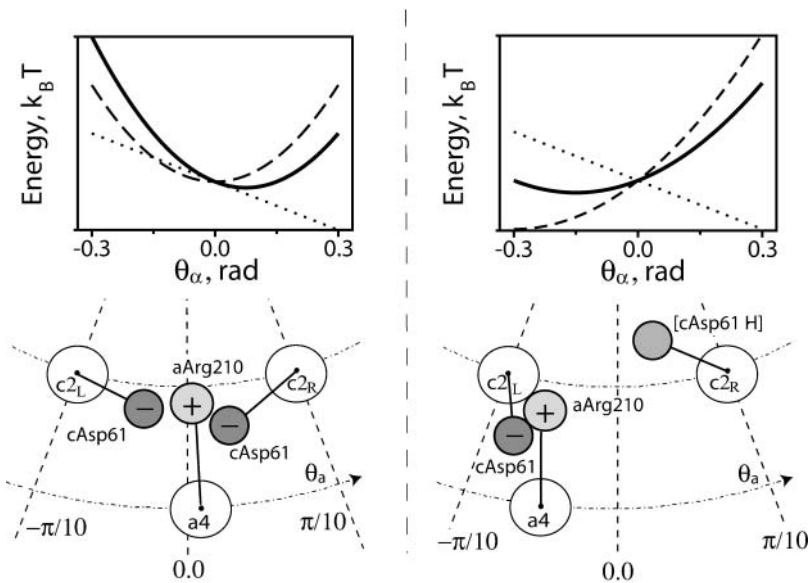 Energy, k_B T
-0.3 0.0 0.3
θ_α, rad
Energy, k_B T
-0.3 0.0 0.3
θ_α, rad
c2_L
aArg210
c2_R
−
+
−
cAsp61
cAsp61
a4
θ_a
−π/10
π/10
0.0
[cAsp61 H]
c2_L
c2_R
aArg210
+
−
cAsp61
θ_a
a4
−π/10
π/10
0.0